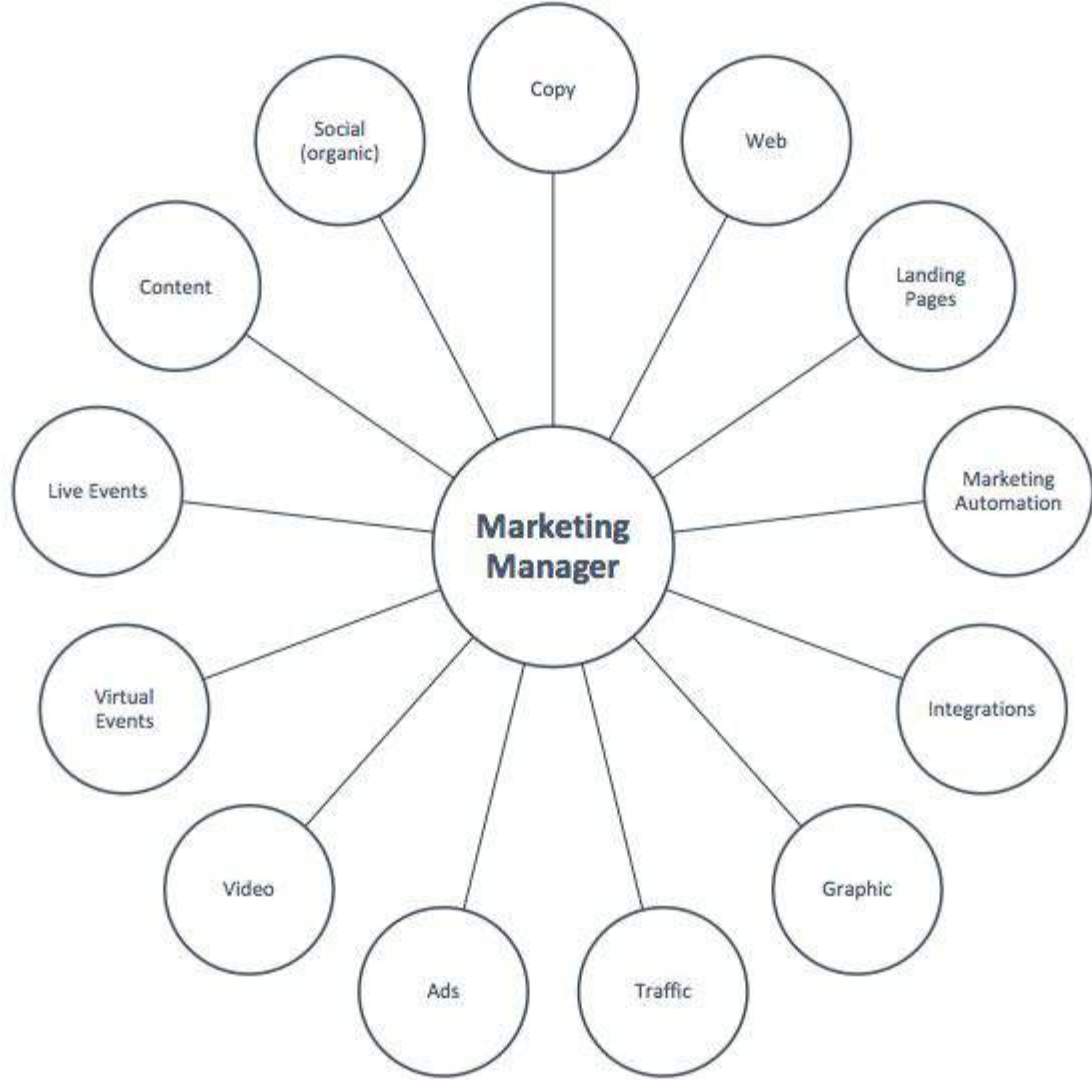 Copy
Web
Landing
Pages
Marketing
Automation
Integrations
Graphic
Traffic
Ads
Video
Virtual
Events
Live Events
Content
Social
(organic)
Marketing
Manager